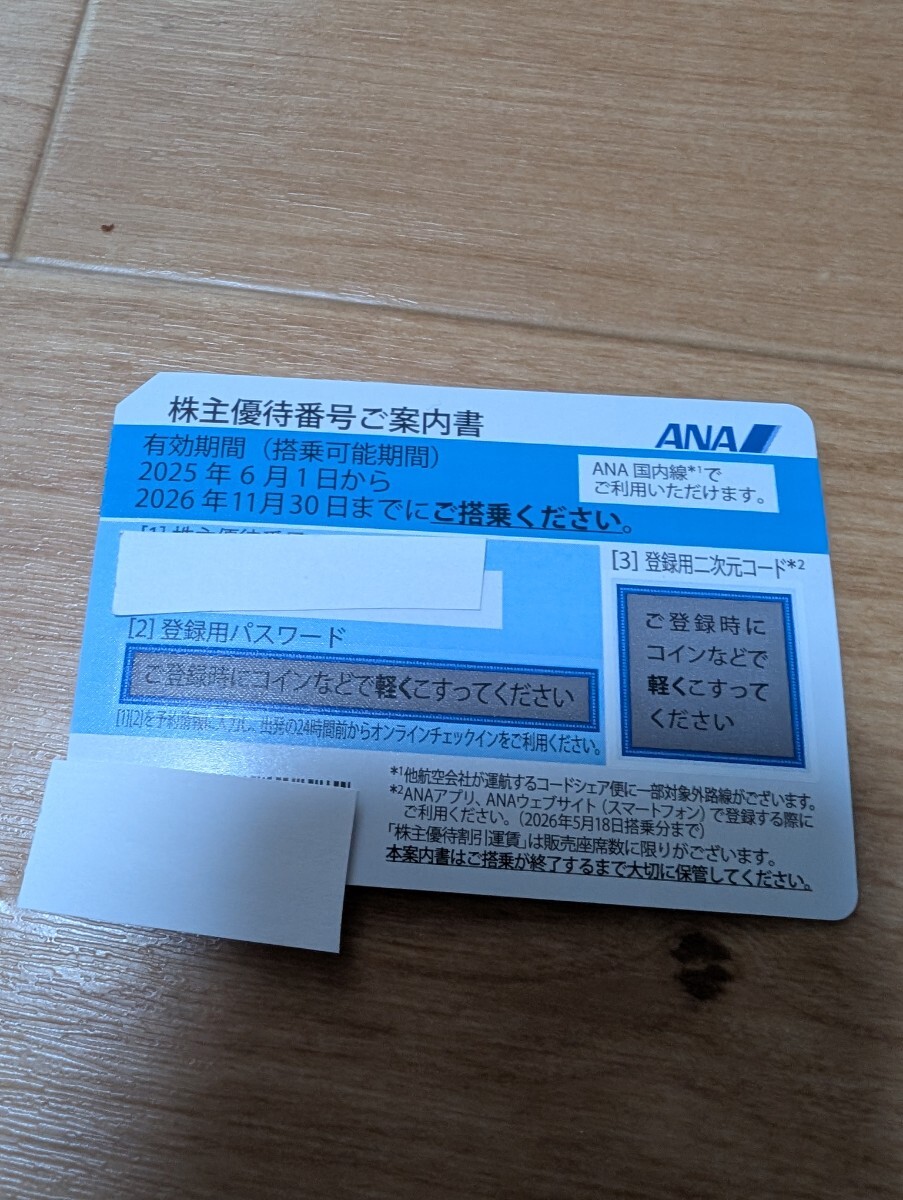 株主優待番号ご案内書
ANA
有効期間（搭乗可能期間）
2025年6月1日から
2026年11月30日までにご搭乗ください。
ANA 国内線*1で
ご利用いただけます。
[2] 登録用パスワード
ご登録時にコインなどで軽くこすってください
[1][2]を予約情報に入力し、出発の24時間前からオンラインチェックインをご利用ください。
[3] 登録用二次元コード*2
ご登録時に
コインなどで
軽くこすって
ください
*1他航空会社が運航するコードシェア便に一部対象外路線がございます。
*2ANAアプリ、ANAウェブサイト（スマートフォン）で登録する際に
ご利用ください。（2026年5月18日搭乗分まで）
「株主優待割引運賃」は販売座席数に限りがございます。
本案内書はご搭乗が終了するまで大切に保管してください。